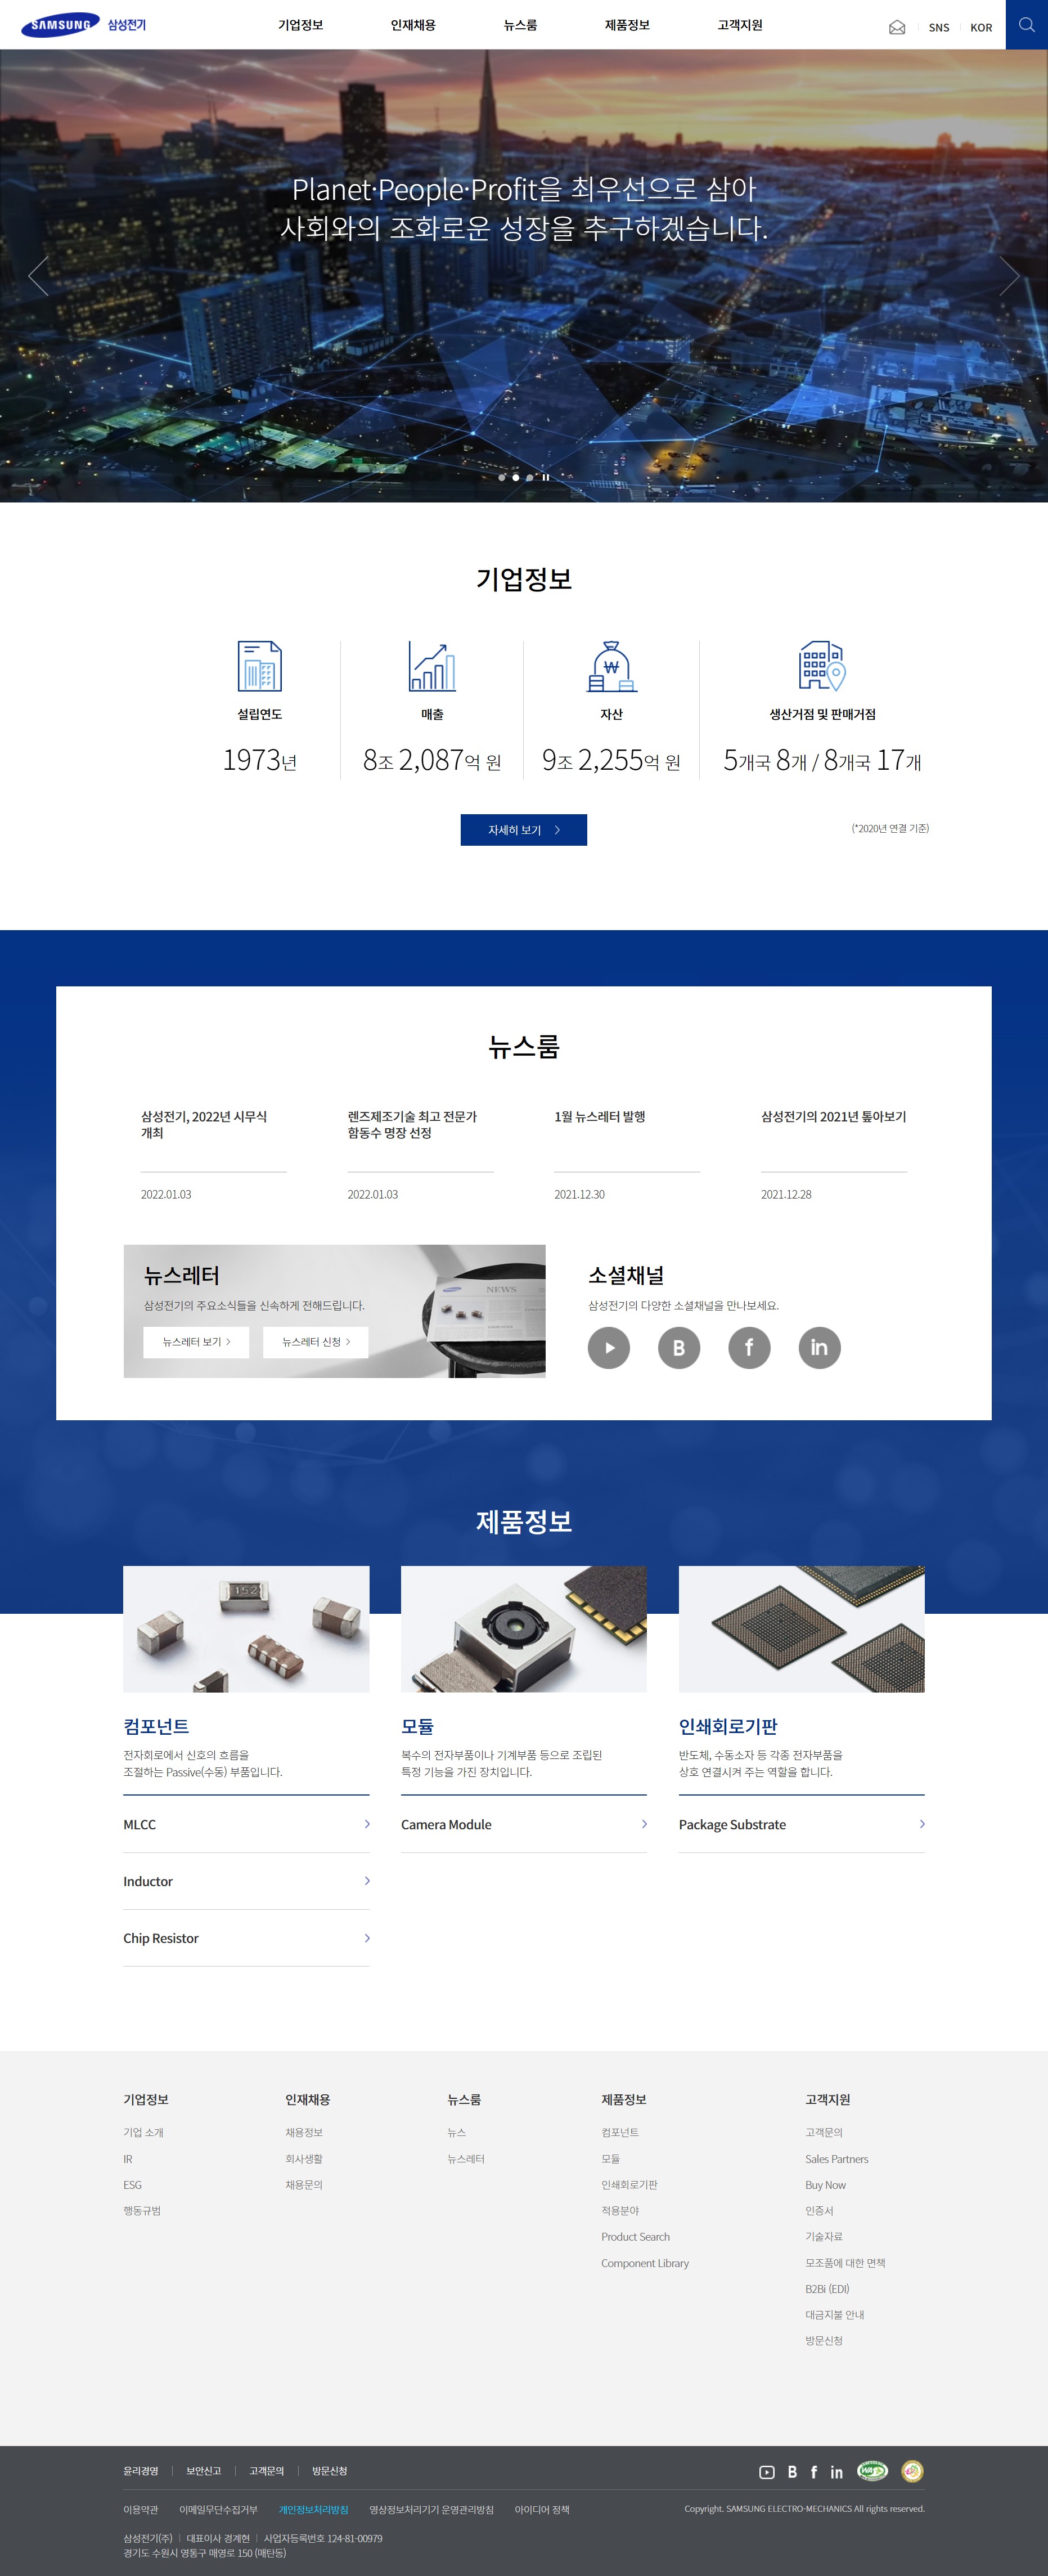 SAMSUNG 삼성전기
기업정보 인재채용 뉴스룸 제품정보 고객지원
SNS KOR
Planet·People·Profit을 최우선으로 삼아
사회와의 조화로운 성장을 추구하겠습니다.
기업정보
설립연도 매출 자산 생산거점 및 판매거점
1973년 8조 2,087억 원 9조 2,255억 원 5개국 8개 / 8개국 17개
자세히 보기
(*2020년 연결 기준)
뉴스룸
삼성전기, 2022년 시무식
개최
2022.01.03
렌즈제조기술 최고 전문가
함동수 명장 선정
2022.01.03
1월 뉴스레터 발행
2021.12.30
삼성전기의 2021년 톺아보기
2021.12.28
뉴스레터
삼성전기의 주요소식들을 신속하게 전해드립니다.
뉴스레터 보기
뉴스레터 신청
NEWS
소셜채널
삼성전기의 다양한 소셜채널을 만나보세요.
B f in
제품정보
152
컴포넌트
전자회로에서 신호의 흐름을
조절하는 Passive(수동) 부품입니다.
MLCC
Inductor
Chip Resistor
모듈
복수의 전자부품이나 기계부품 등으로 조립된
특정 기능을 가진 장치입니다.
Camera Module
인쇄회로기판
반도체, 수동소자 등 각종 전자부품을
상호 연결시켜 주는 역할을 합니다.
Package Substrate
기업정보
기업 소개
IR
ESG
행동규범
인재채용
채용정보
회사생활
채용문의
뉴스룸
뉴스
뉴스레터
제품정보
컴포넌트
모듈
인쇄회로기판
적용분야
Product Search
Component Library
고객지원
고객문의
Sales Partners
Buy Now
인증서
기술자료
모조품에 대한 면책
B2Bi (EDI)
대금지불 안내
방문신청
윤리경영 보안신고 고객문의 방문신청
B f in WA
이용약관 이메일무단수집거부 개인정보처리방침 영상정보처리기기 운영관리방침 아이디어 정책
Copyright. SAMSUNG ELECTRO-MECHANICS All rights reserved.
삼성전기(주) 대표이사 경계현 사업자등록번호 124-81-00979
경기도 수원시 영통구 매영로 150 (매탄동)